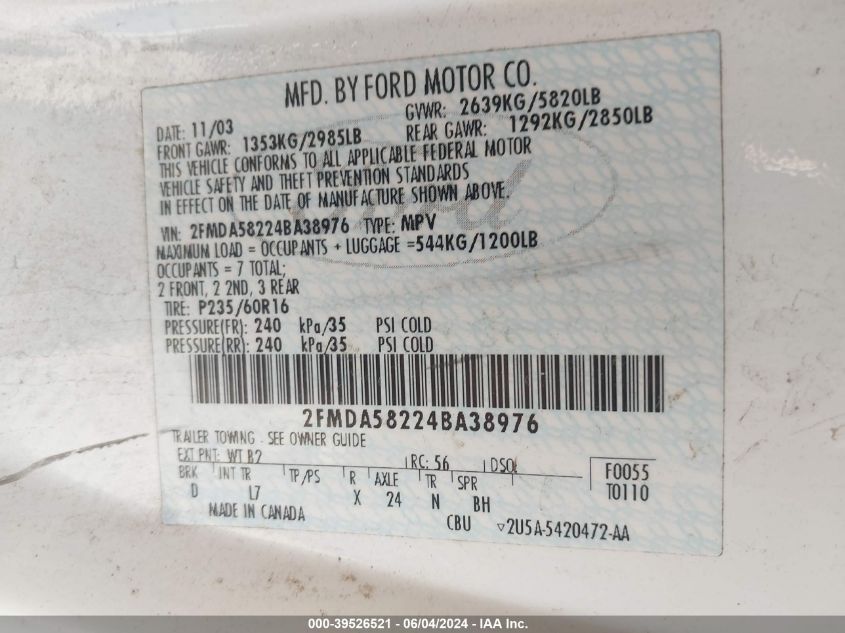 MFD. BY FORD MOTOR CO.
DATE: 11/03 GVWR: 2639KG/5820LB
FRONT GAWR: 1353KG/2985LB REAR GAWR: 1292KG/2850LB
THIS VEHICLE CONFORMS TO ALL APPLICABLE FEDERAL MOTOR
VEHICLE SAFETY AND THEFT PREVENTION STANDARDS
IN EFFECT ON THE DATE OF MANUFACTURE SHOWN ABOVE.
VIN: 2FMDA58224BA38976 TYPE: MPV
MAXIMUM LOAD = OCCUPANTS + LUGGAGE =544KG/1200LB
OCCUPANTS = 7 TOTAL;
2 FRONT, 2 2ND, 3 REAR
TIRE: P235/60R16
PRESSURE(FR): 240 kPa/35 PSI COLD
PRESSURE(RR): 240 kPa/35 PSI COLD
2FMDA58224BA38976
TRAILER TOWING - SEE OWNER GUIDE
EXT PNT: WT B2 RC: 56 DSO: F0055
BRK INT TR TP/PS R AXLE TR SPR T0110
D L7 X 24 N BH
MADE IN CANADA CBU ▿2U5A-5420472-AA
Ford
000-39526521 - 06/04/2024 - IAA Inc.